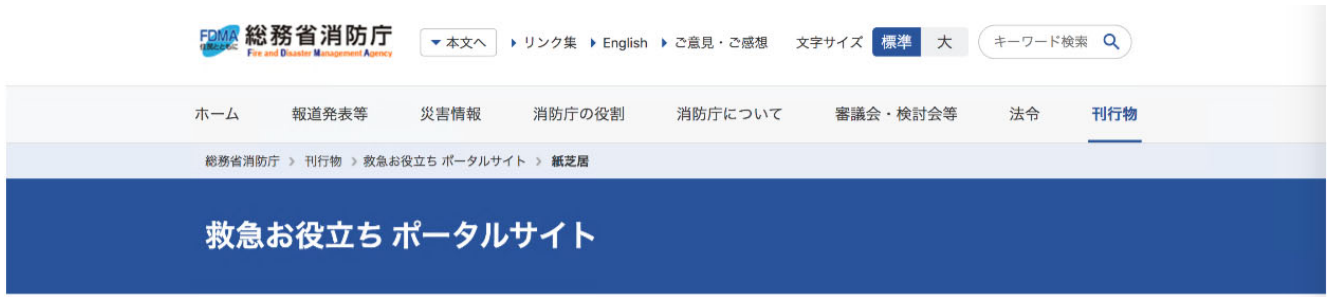 FDMA 総務省消防庁
住民とともに Fire and Disaster Management Agency
本文へ リンク集 English ご意見・ご感想 文字サイズ 標準 大 キーワード検索
ホーム 報道発表等 災害情報 消防庁の役割 消防庁について 審議会・検討会等 法令 刊行物
総務省消防庁 > 刊行物 > 救急お役立ち ポータルサイト > 紙芝居
救急お役立ち ポータルサイト